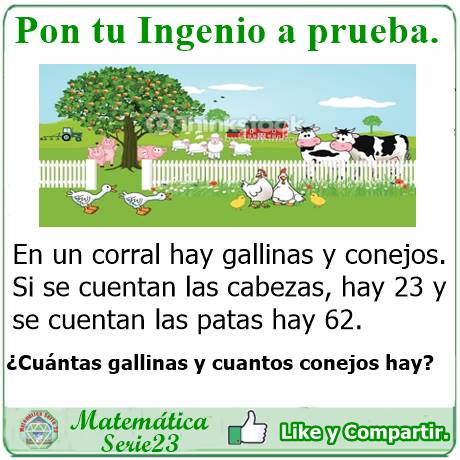 Pon tu Ingenio a prueba.
thinkstock
En un corral hay gallinas y conejos.
Si se cuentan las cabezas, hay 23 y
se cuentan las patas hay 62.
¿Cuántas gallinas y cuantos conejos hay?
Matemática
Serie23
Like y Compartir.